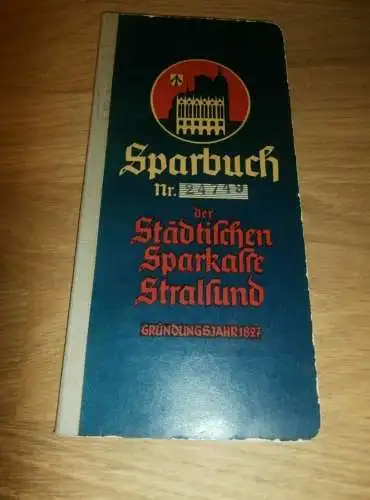 Sparbuch
Nr. 24749
der
Städtischen
Sparkasse
Stralsund
GRÜNDUNGSJAHR 1827